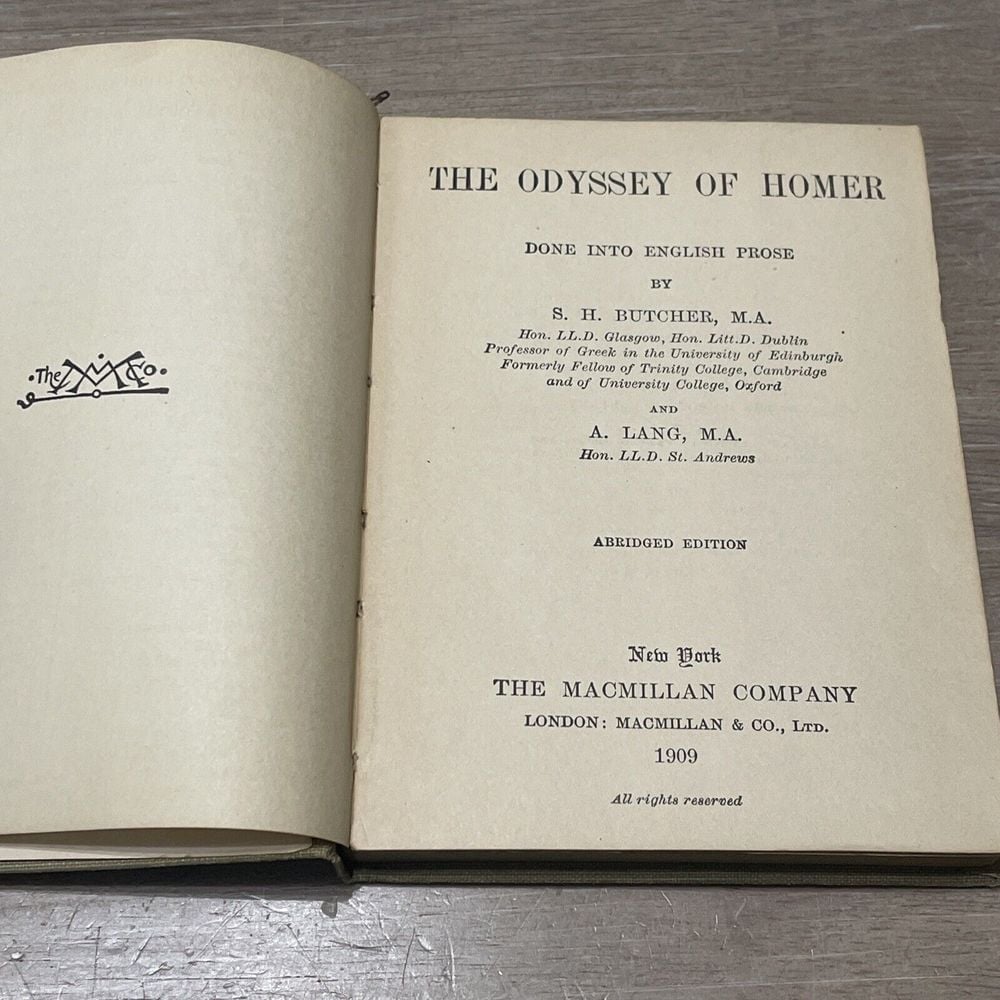 The M Co.
THE ODYSSEY OF HOMER
DONE INTO ENGLISH PROSE
BY
S. H. BUTCHER, M.A.
Hon. LL.D. Glasgow, Hon. Litt.D. Dublin
Professor of Greek in the University of Edinburgh
Formerly Fellow of Trinity College, Cambridge
and of University College, Oxford
AND
A. LANG, M.A.
Hon. LL.D. St. Andrews
ABRIDGED EDITION
New York
THE MACMILLAN COMPANY
LONDON: MACMILLAN & CO., LTD.
1909
All rights reserved